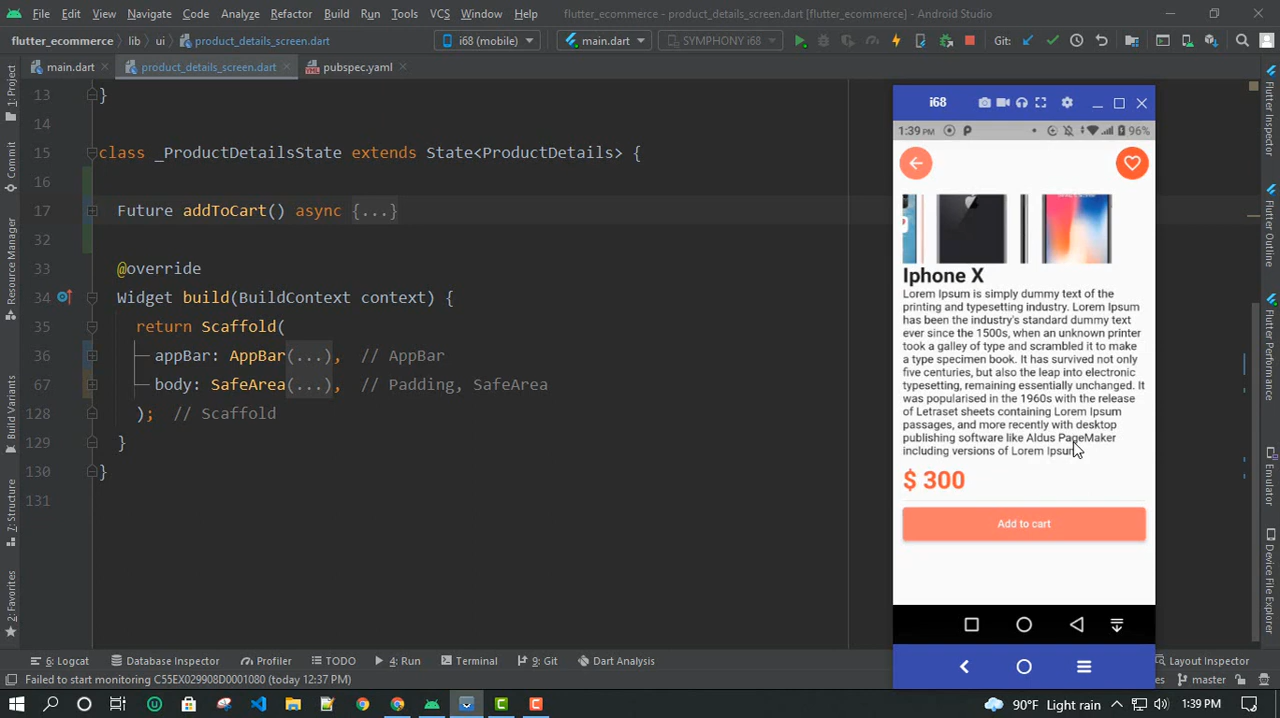 File Edit View Navigate Code Analyze Refactor Build Run Tools VCS Window Help flutter_ecommerce - product_details_screen.dart [flutter_ecommerce] - Android Studio
flutter_ecommerce lib ui product_details_screen.dart i68 (mobile) main.dart SYMPHONY i68 Git:
main.dart product_details_screen.dart pubspec.yaml
1: Project
Commit
Resource Manager
Build Variants
7: Structure
2: Favorites
13 }
14
15 class _ProductDetailsState extends State<ProductDetails> {
16
17 Future addToCart() async {...}
32
33 @override
34 Widget build(BuildContext context) {
35 return Scaffold(
36 appBar: AppBar(...), // AppBar
67 body: SafeArea(...), // Padding, SafeArea
128 ); // Scaffold
129 }
130 }
131
i68
1:39 PM 96%
Iphone X
Lorem Ipsum is simply dummy text of the
printing and typesetting industry. Lorem Ipsum
has been the industry's standard dummy text
ever since the 1500s, when an unknown printer
took a galley of type and scrambled it to make
a type specimen book. It has survived not only
five centuries, but also the leap into electronic
typesetting, remaining essentially unchanged. It
was popularised in the 1960s with the release
of Letraset sheets containing Lorem Ipsum
passages, and more recently with desktop
publishing software like Aldus PageMaker
including versions of Lorem Ipsum
$ 300
Add to cart
Flutter Inspector
Flutter Outline
Flutter Performance
Emulator
Device File Explorer
6: Logcat Database Inspector Profiler TODO 4: Run Terminal 9: Git Dart Analysis Layout Inspector
Failed to start monitoring C55EX029908D0001080 (today 12:37 PM) master
90°F Light rain 1:39 PM